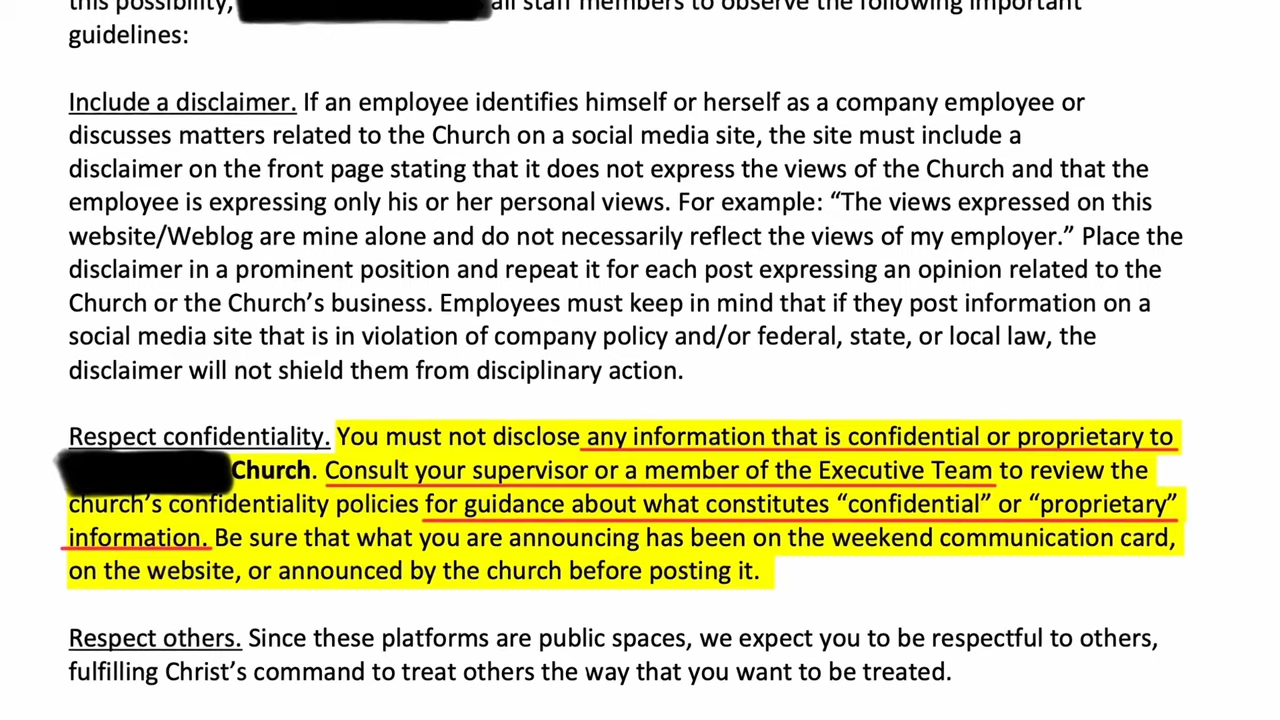 this possibility, all staff members to observe the following important
guidelines:
Include a disclaimer. If an employee identifies himself or herself as a company employee or
discusses matters related to the Church on a social media site, the site must include a
disclaimer on the front page stating that it does not express the views of the Church and that the
employee is expressing only his or her personal views. For example: “The views expressed on this
website/Weblog are mine alone and do not necessarily reflect the views of my employer.” Place the
disclaimer in a prominent position and repeat it for each post expressing an opinion related to the
Church or the Church’s business. Employees must keep in mind that if they post information on a
social media site that is in violation of company policy and/or federal, state, or local law, the
disclaimer will not shield them from disciplinary action.
Respect confidentiality. You must not disclose any information that is confidential or proprietary to
Church. Consult your supervisor or a member of the Executive Team to review the
church’s confidentiality policies for guidance about what constitutes “confidential” or “proprietary”
information. Be sure that what you are announcing has been on the weekend communication card,
on the website, or announced by the church before posting it.
Respect others. Since these platforms are public spaces, we expect you to be respectful to others,
fulfilling Christ’s command to treat others the way that you want to be treated.